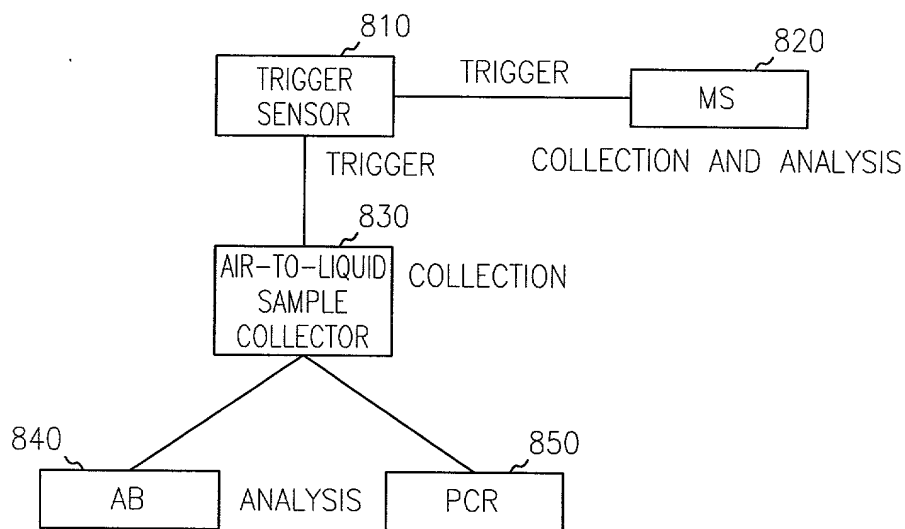 810
TRIGGER
SENSOR
TRIGGER
820
MS
COLLECTION AND ANALYSIS
TRIGGER
830
AIR-TO-LIQUID
SAMPLE
COLLECTOR
COLLECTION
840
AB
ANALYSIS
850
PCR